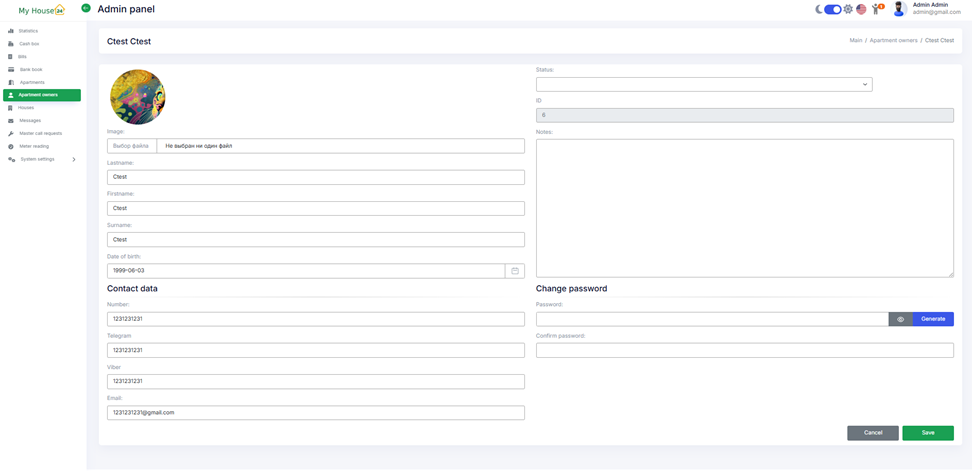 My House 24
Admin panel
1
Admin Admin
admin@gmail.com
Statistics
Cash box
Bills
Bank book
Apartments
Apartment owners
Houses
Messages
Master call requests
Meter reading
System settings
Ctest Ctest
Main / Apartment owners / Ctest Ctest
Image:
Выбор файла Не выбран ни один файл
Lastname:
Ctest
Firstname:
Ctest
Surname:
Ctest
Date of birth:
1999-06-03
Contact data
Number:
1231231231
Telegram
1231231231
Viber
1231231231
Email:
1231231231@gmail.com
Status:
ID
6
Notes:
Change password
Password:
Generate
Confirm password:
Cancel
Save